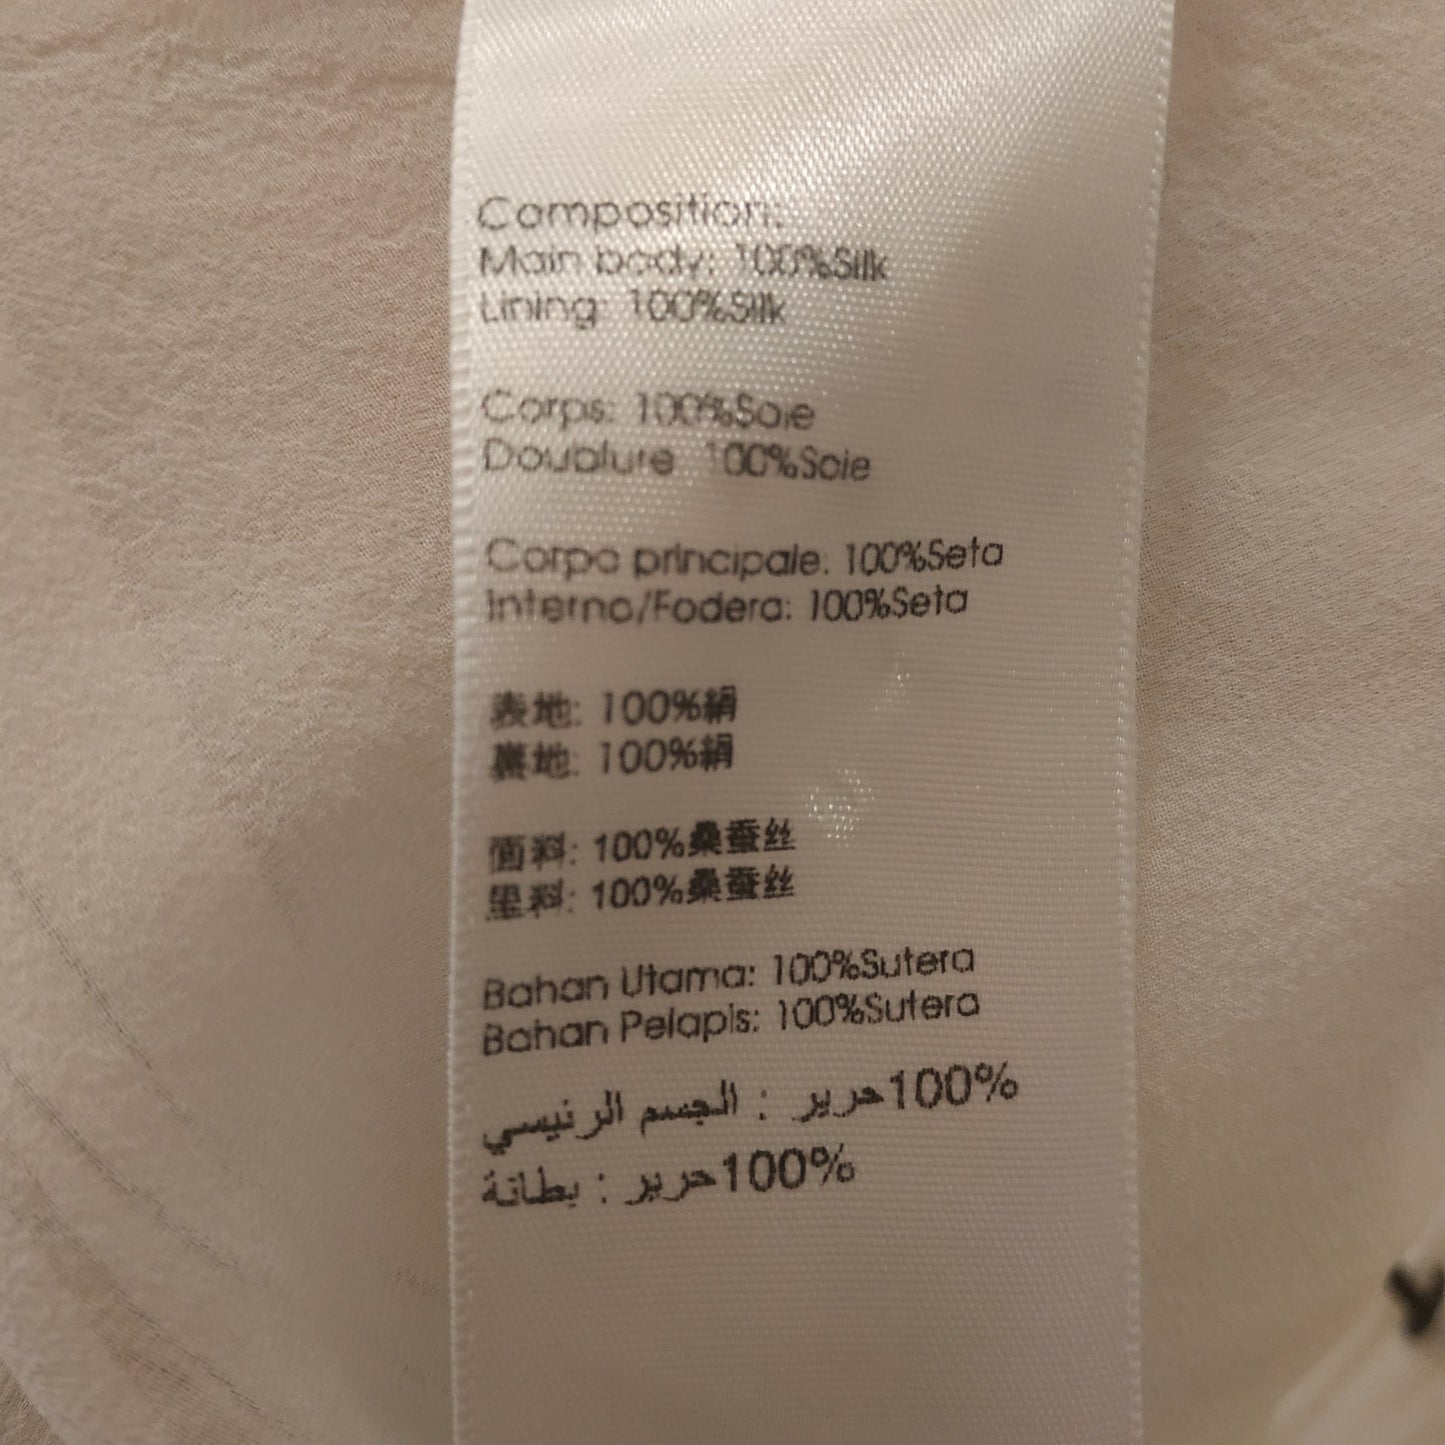 Composition:
Main body: 100%Silk
Lining: 100%Silk
Corps: 100%Soie
Doublure: 100%Soie
Corpo principale: 100%Seta
Interno/Fodera: 100%Seta
表地: 100%絹
裏地: 100%絹
面料: 100%桑蚕丝
里料: 100%桑蚕丝
Bahan Utama: 100%Sutera
Bahan Pelapis: 100%Sutera
الجسم الرئيسي : حرير100%
بطانة : حرير100%